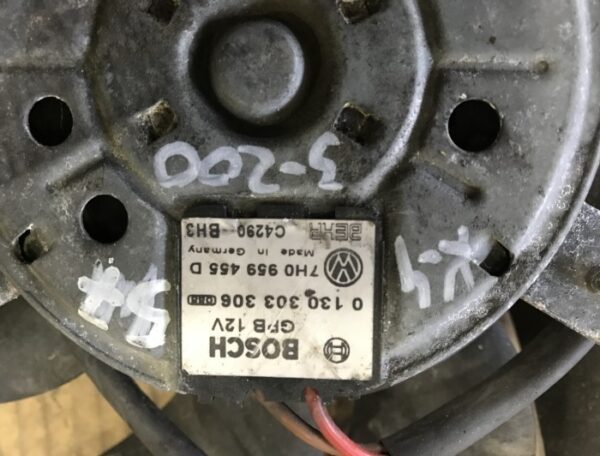 BOSCH
GPB 12V
0 130 303 306
7H0 959 455 D
Made in Germany
BEHR C4290-BH3
3-200